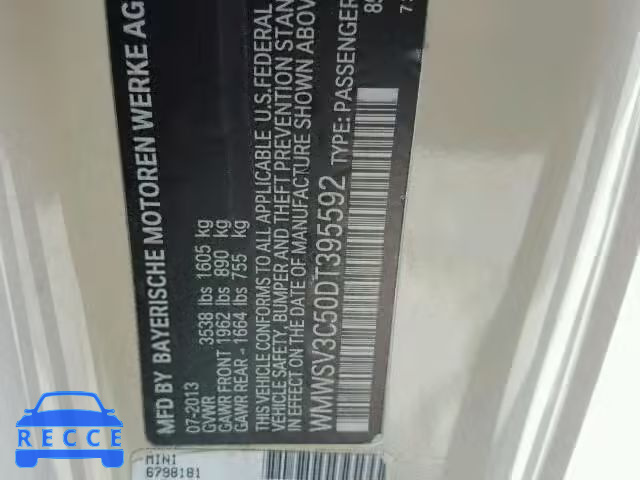 MFD BY BAYERISCHE MOTOREN WERKE AG
07-2013
GVWR 3538 lbs 1605 kg
GAWR FRONT 1962 lbs 890 kg
GAWR REAR - 1664 lbs 755 kg
THIS VEHICLE CONFORMS TO ALL APPLICABLE U.S. FEDERAL
VEHICLE SAFETY, BUMPER AND THEFT PREVENTION STAN
IN EFFECT ON THE DATE OF MANUFACTURE SHOWN ABOV
WMWSV3C50DT395592 TYPE: PASSENGER
MINI
6798181
RECCE